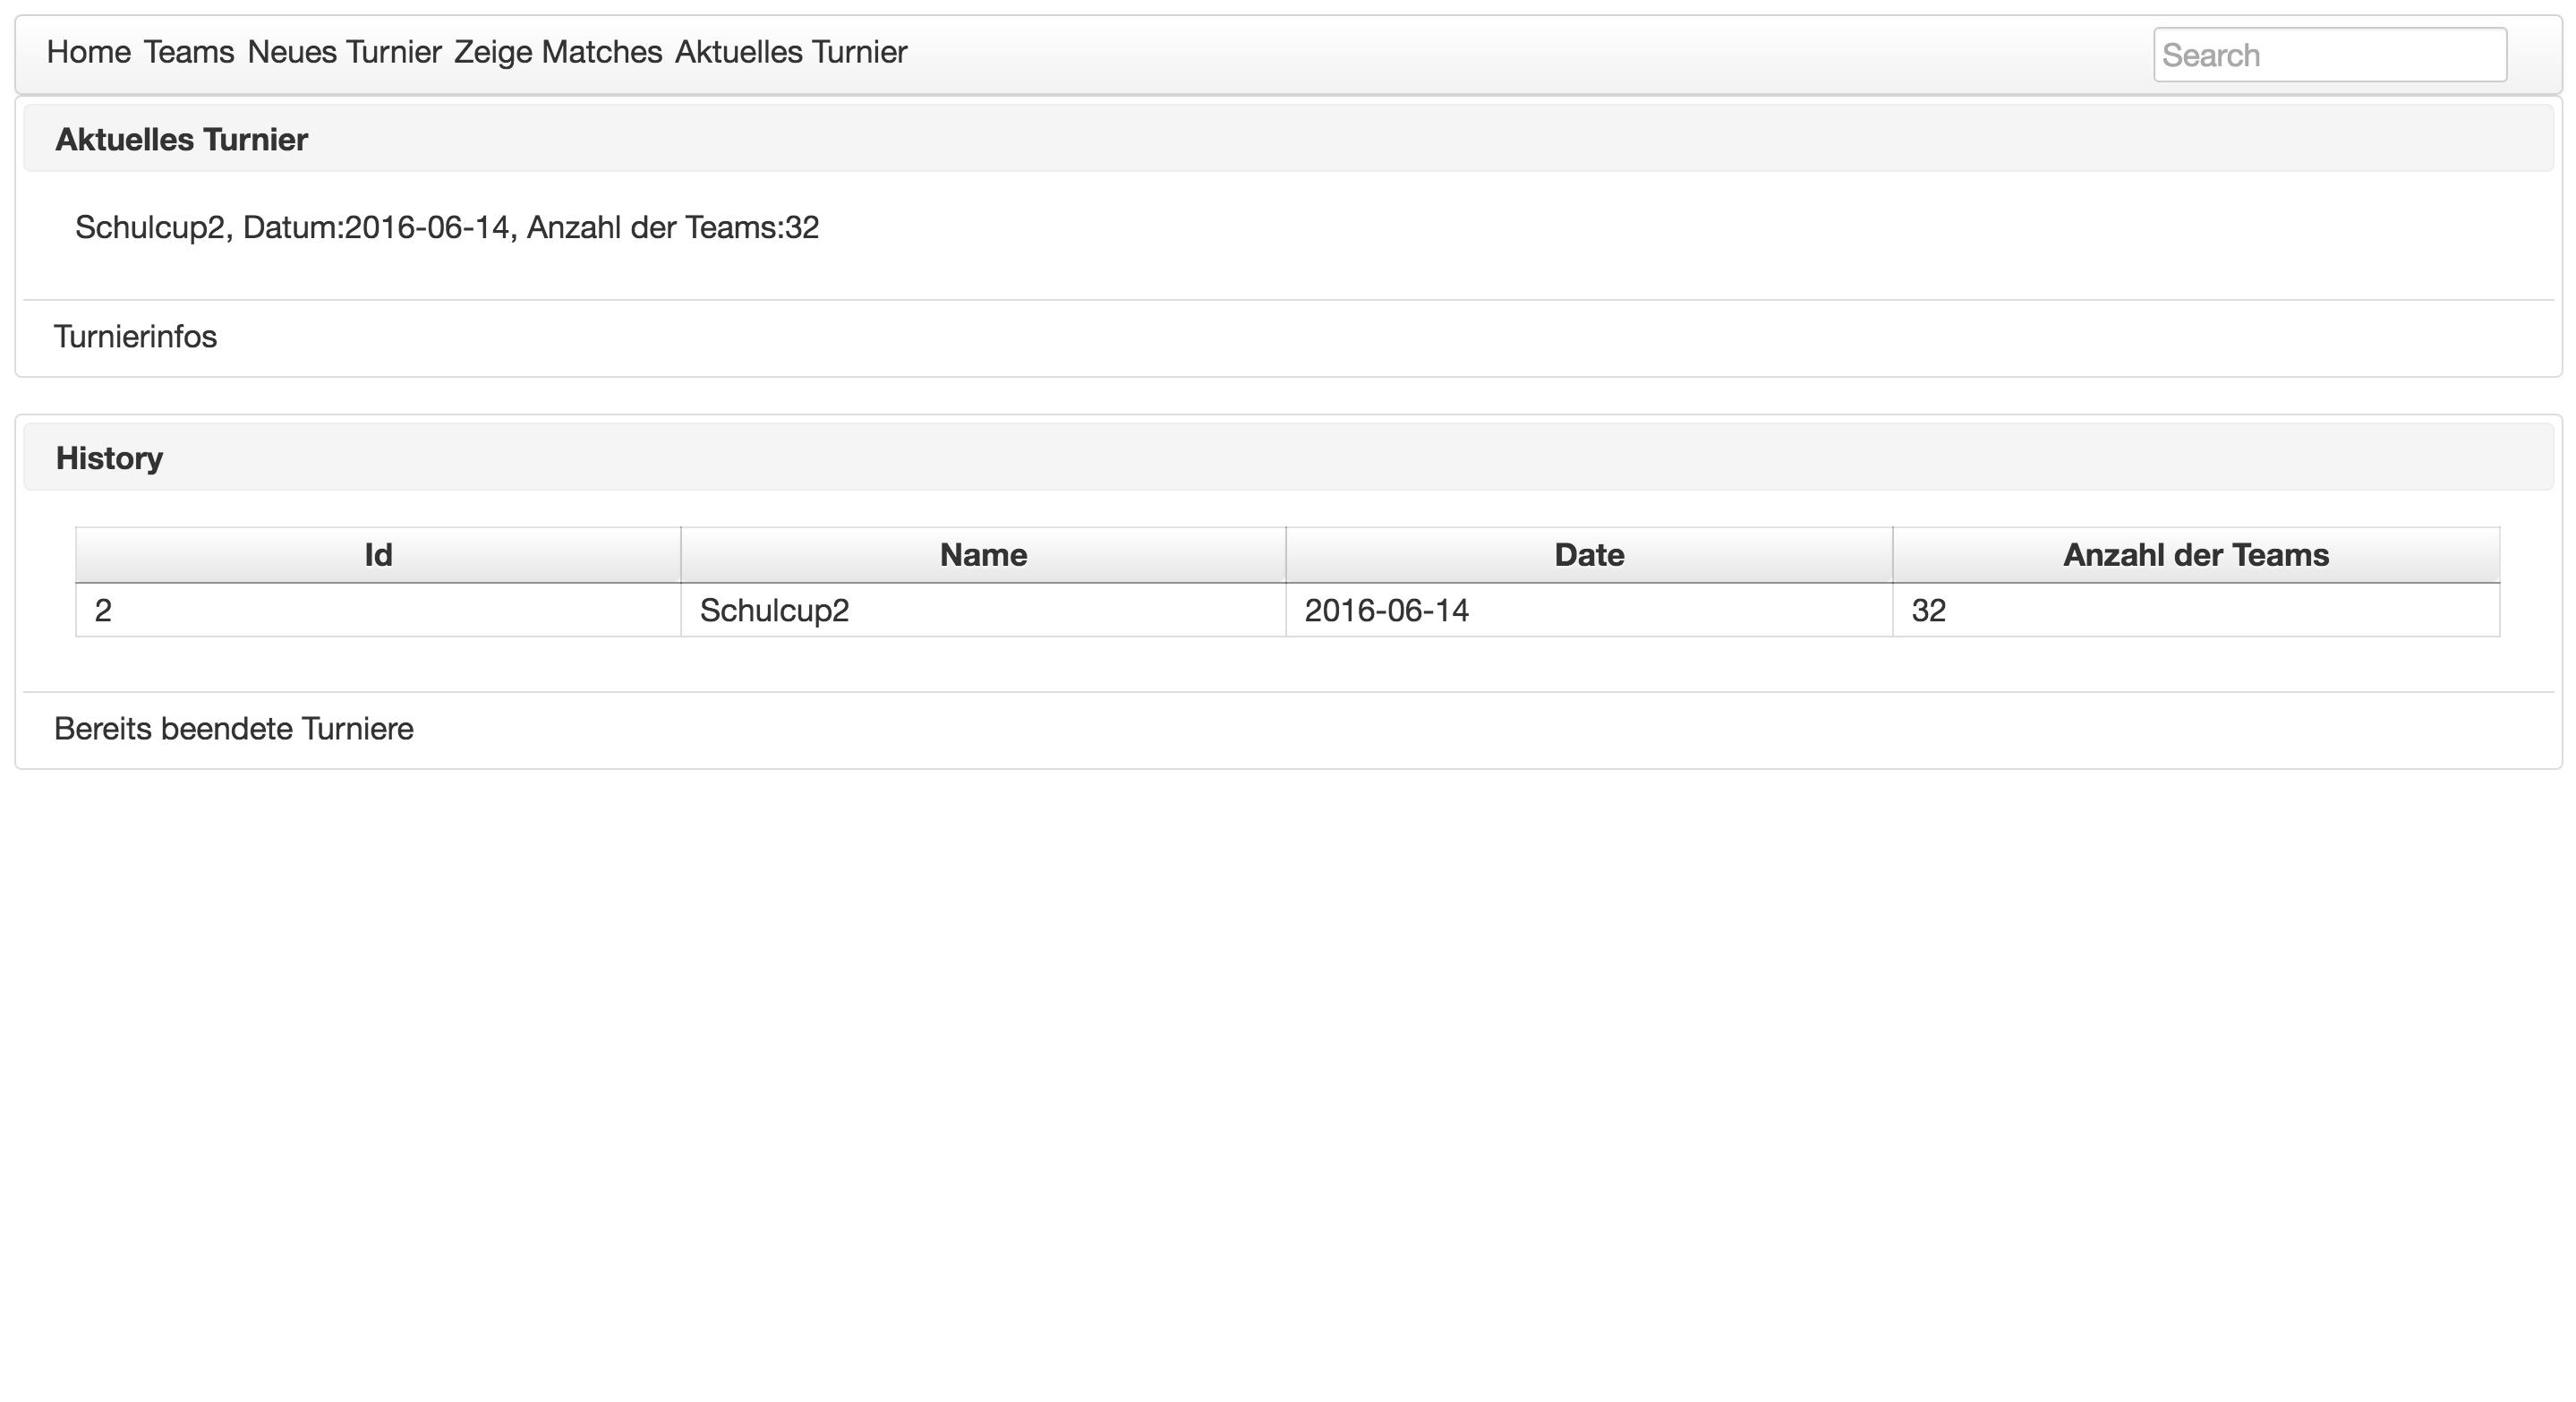 Home Teams Neues Turnier Zeige Matches Aktuelles Turnier Search
Aktuelles Turnier
Schulcup2, Datum:2016-06-14, Anzahl der Teams:32
Turnierinfos
History
Id Name Date Anzahl der Teams
2 Schulcup2 2016-06-14 32
Bereits beendete Turniere